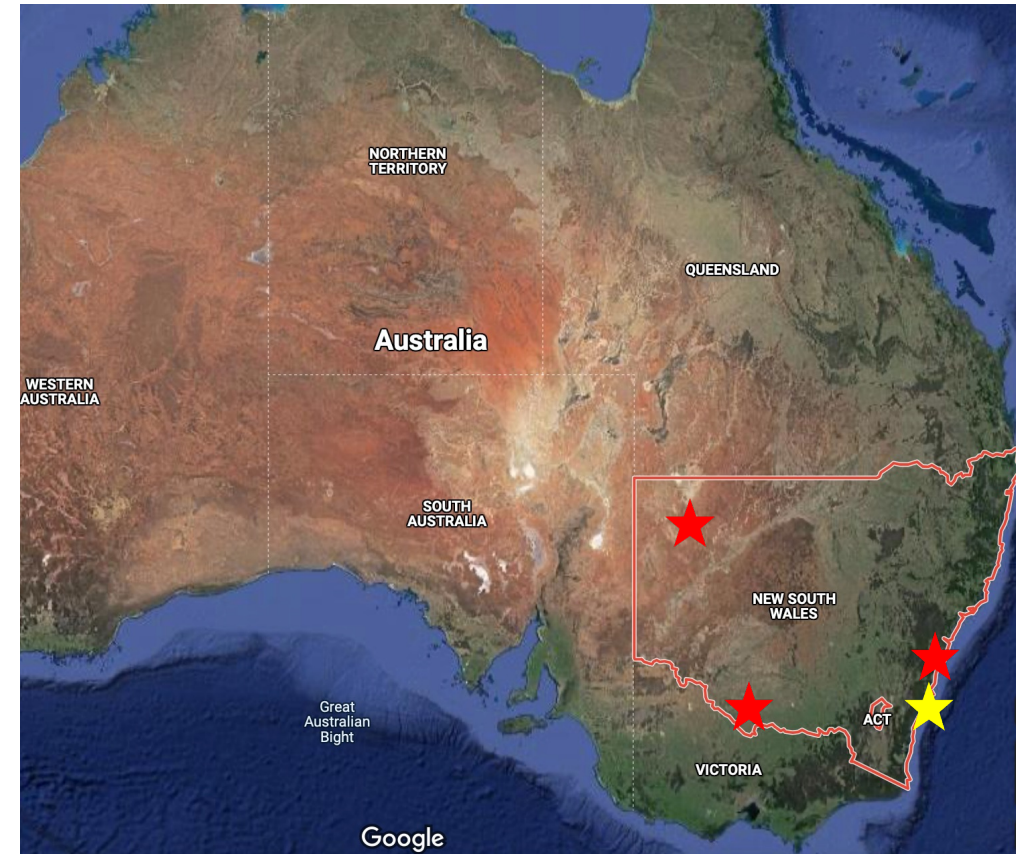 NORTHERN
TERRITORY
QUEENSLAND
Australia
WESTERN
AUSTRALIA
SOUTH
AUSTRALIA
NEW SOUTH
WALES
Great
Australian
Bight
ACT
VICTORIA
Google